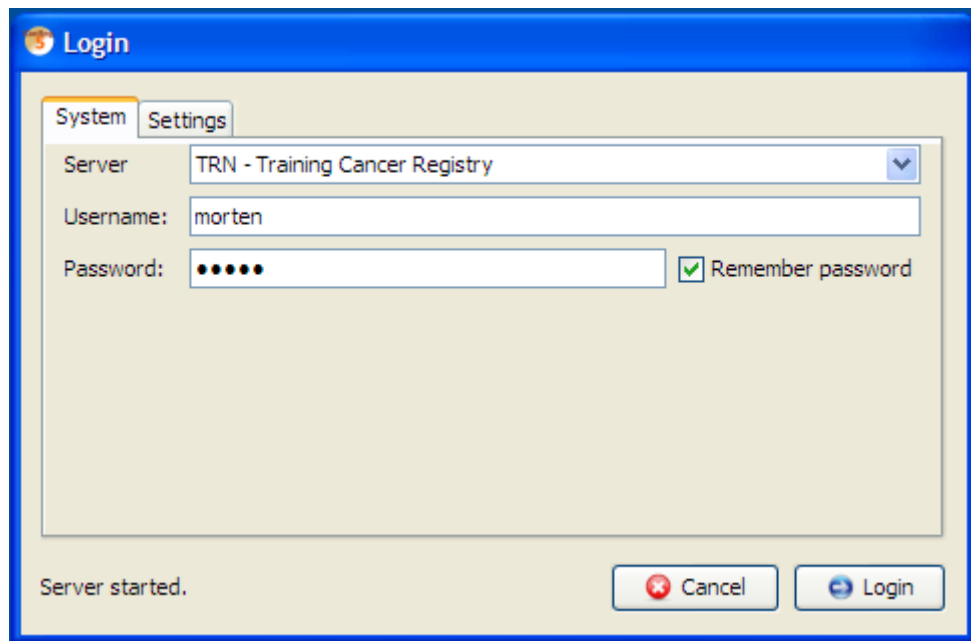 Login
System Settings
Server TRN - Training Cancer Registry
Username: morten
Password: ●●●●● Remember password
Server started. Cancel Login